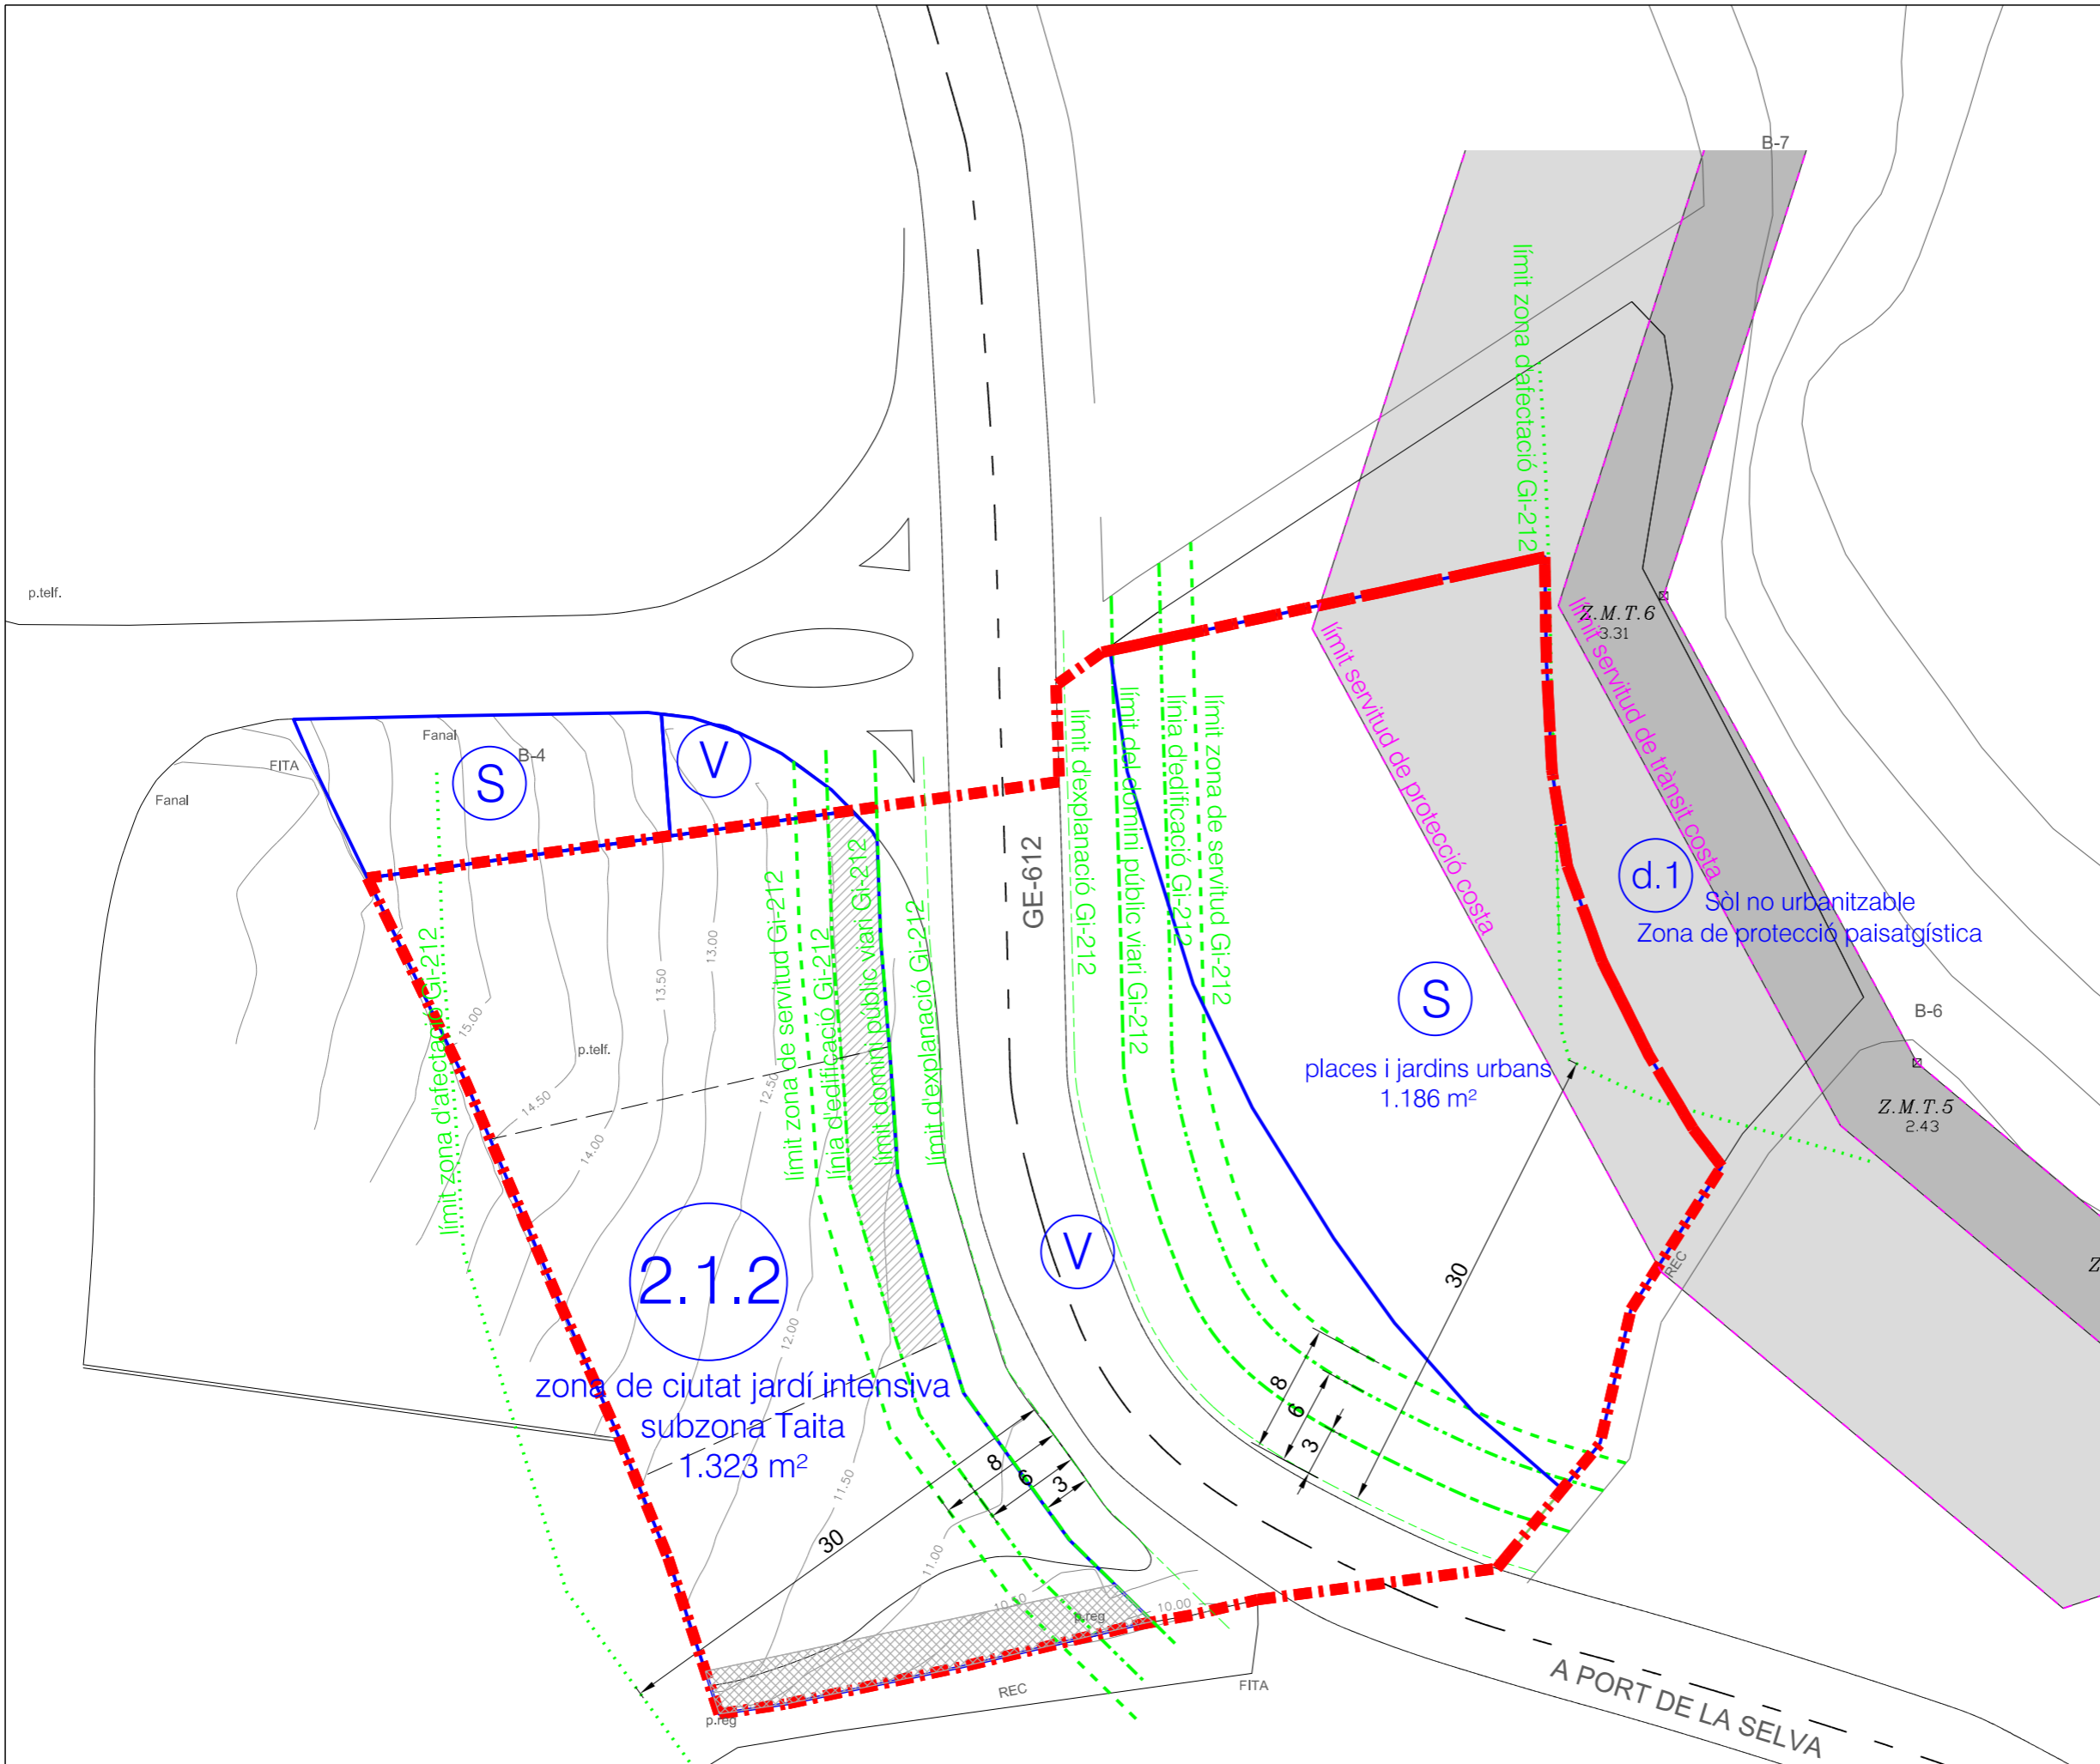 B-7
límit zona d'afectació Gi-212
p.telf.
Z.M.T.6
3.31
límit servitud de protecció costa
límit servitud de trànsit costa
Fanal
B-4
S
V
FITA
Fanal
límit d'explanació Gi-212
límit del domini públic viari Gi-212
línia d'edificació Gi-212
límit zona de servitud Gi-212
GE-612
d.1
Sòl no urbanitzable
Zona de protecció paisatgística
límit zona d'afectació Gi-212
límit zona de servitud Gi-212
línia d'edificació Gi-212
límit domini públic viari Gi-212
límit d'explanació Gi-212
13.00
13.50
15.00
p.telf.
12.50
14.50
14.00
S
places i jardins urbans
1.186 m²
B-6
Z.M.T.5
2.43
V
REC
Z
30
2.1.2
12.00
zona de ciutat jardí intensiva
subzona Taita
1.323 m²
8
6
3
8
6
3
30
11.50
11.00
10.50
10.00
p.reg
REC
FITA
p.reg
A PORT DE LA SELVA